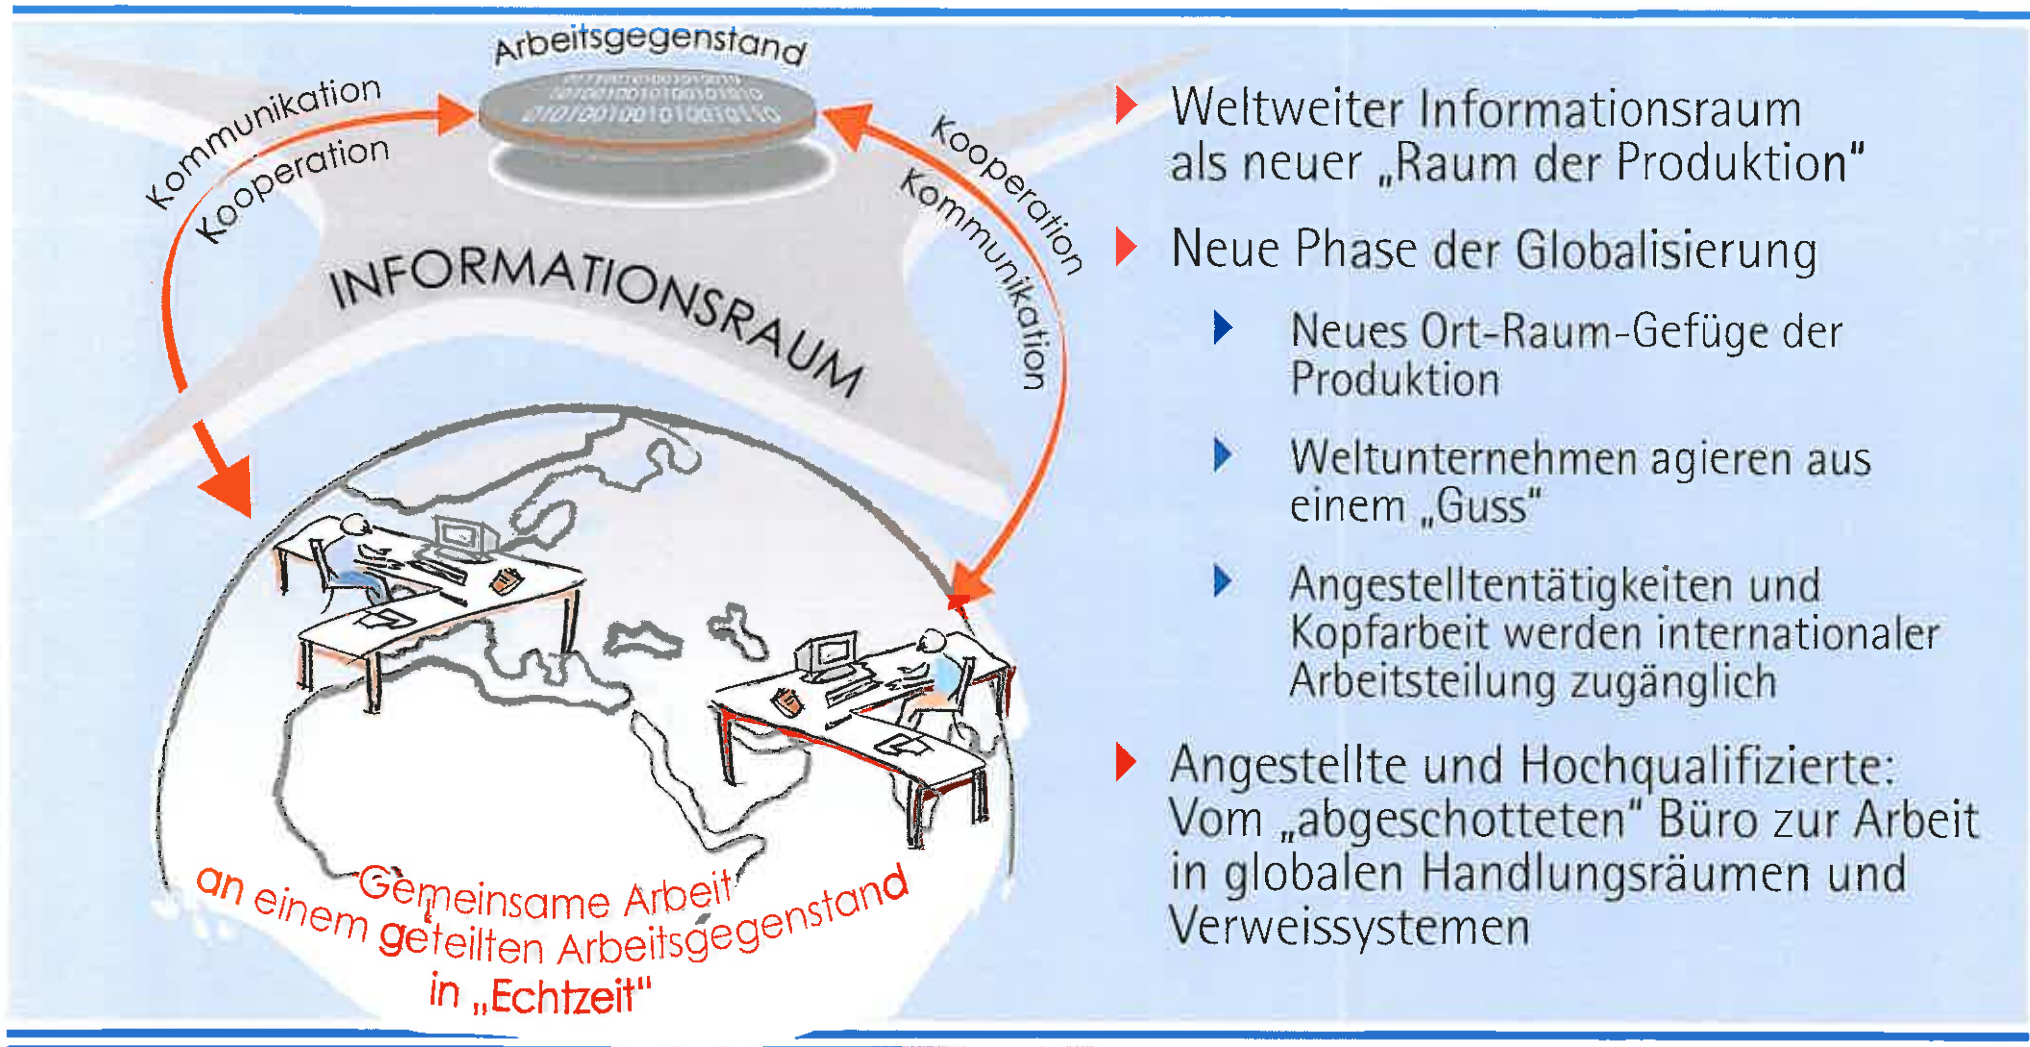 Arbeitsgegenstand
Kommunikation
Kooperation
Kooperation
Kommunikation
INFORMATIONSRAUM
Gemeinsame Arbeit
an einem geteilten Arbeitsgegenstand
in „Echtzeit“
Weltweiter Informationsraum
als neuer „Raum der Produktion“
Neue Phase der Globalisierung
Neues Ort-Raum-Gefüge der
Produktion
Weltunternehmen agieren aus
einem „Guss“
Angestelltentätigkeiten und
Kopfarbeit werden internationaler
Arbeitsteilung zugänglich
Angestellte und Hochqualifizierte:
Vom „abgeschotteten“ Büro zur Arbeit
in globalen Handlungsräumen und
Verweissystemen